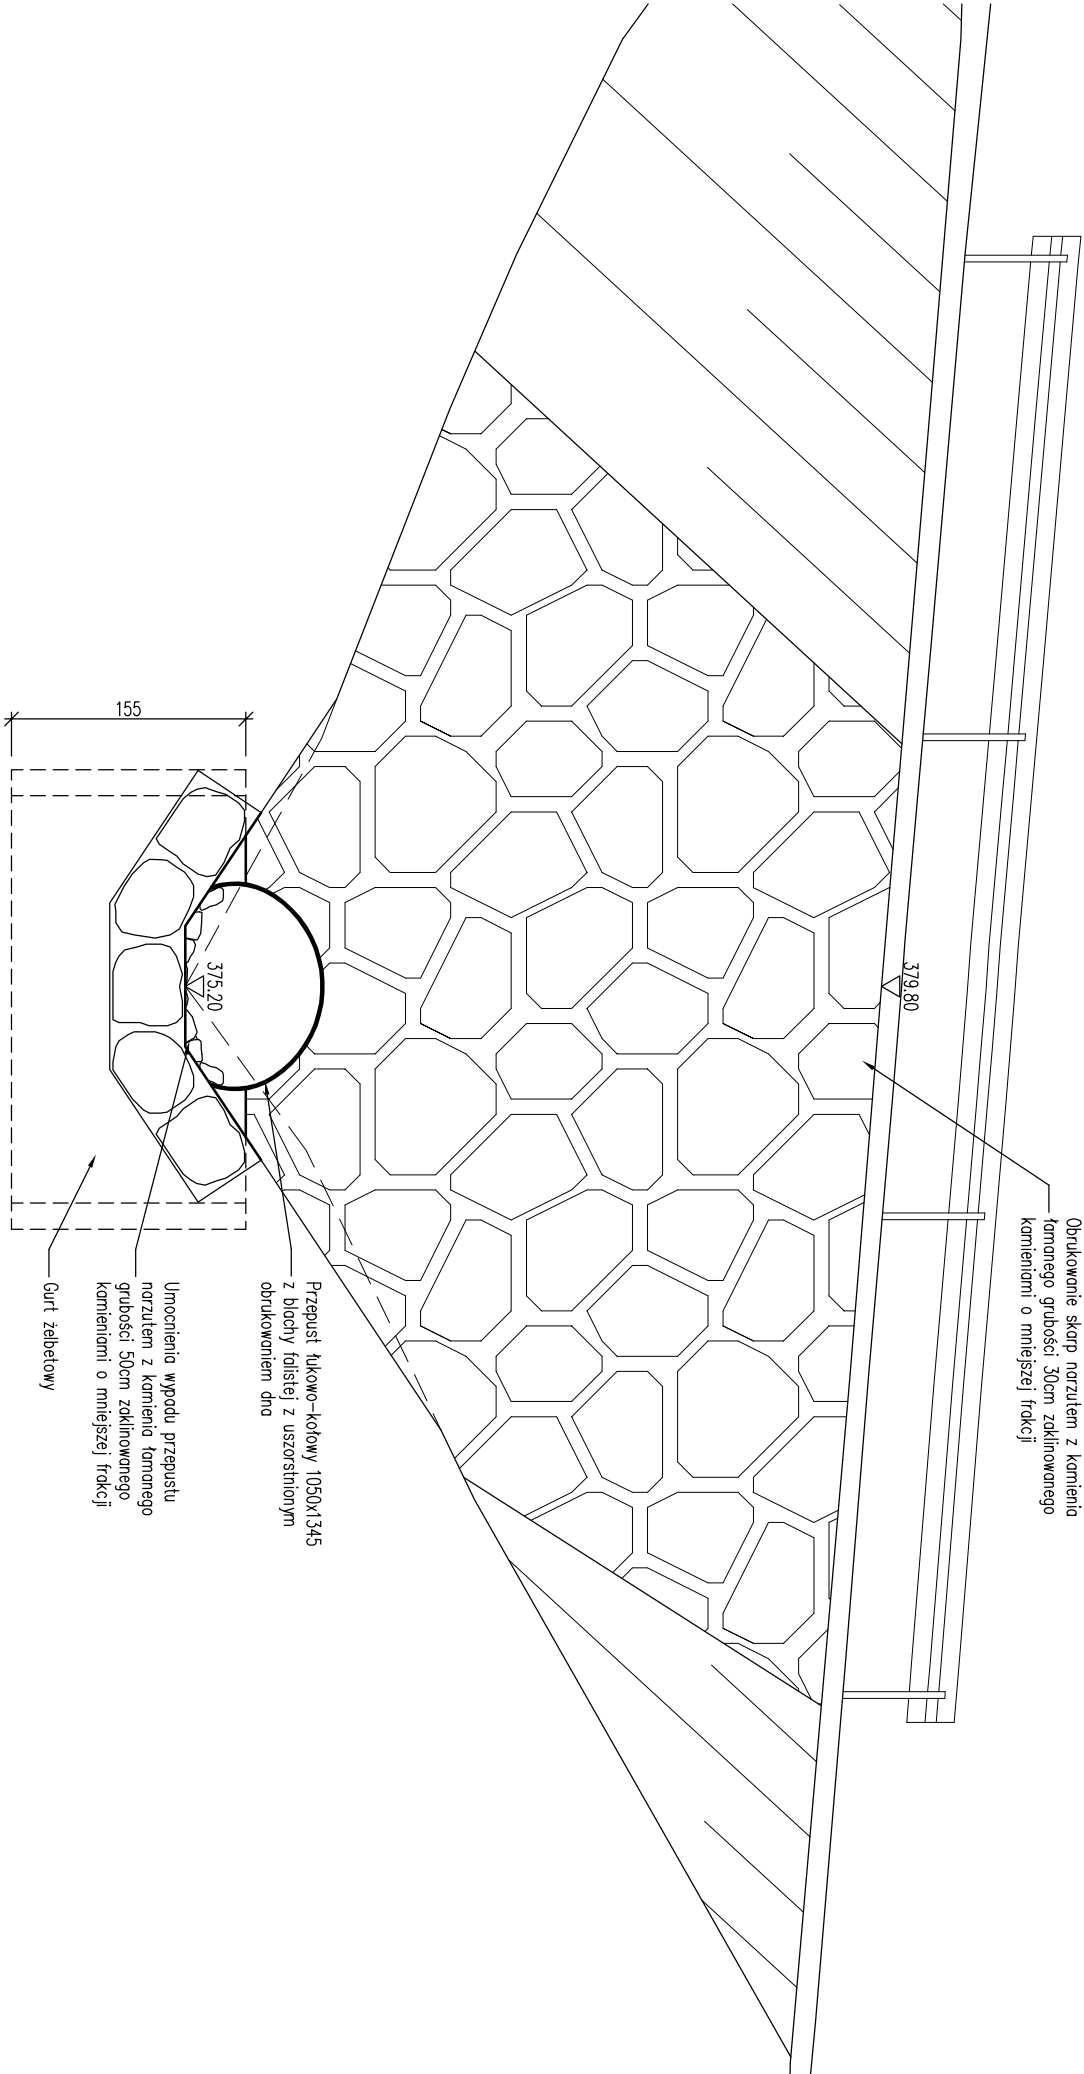 Obrukowanie skarp narzutem z kamienia
łamanego grubości 30cm zaklinowanego
kamieniami o mniejszej frakcji
379.80
375.20
155
Przepust łukowo-kołowy 1050x1345
z blachy falistej z uszorstnionym
obrukowaniem dna
Umocnienia wypadu przepustu
narzutem z kamienia łamanego
grubości 50cm zaklinowanego
kamieniami o mniejszej frakcji
Gurt żelbetowy